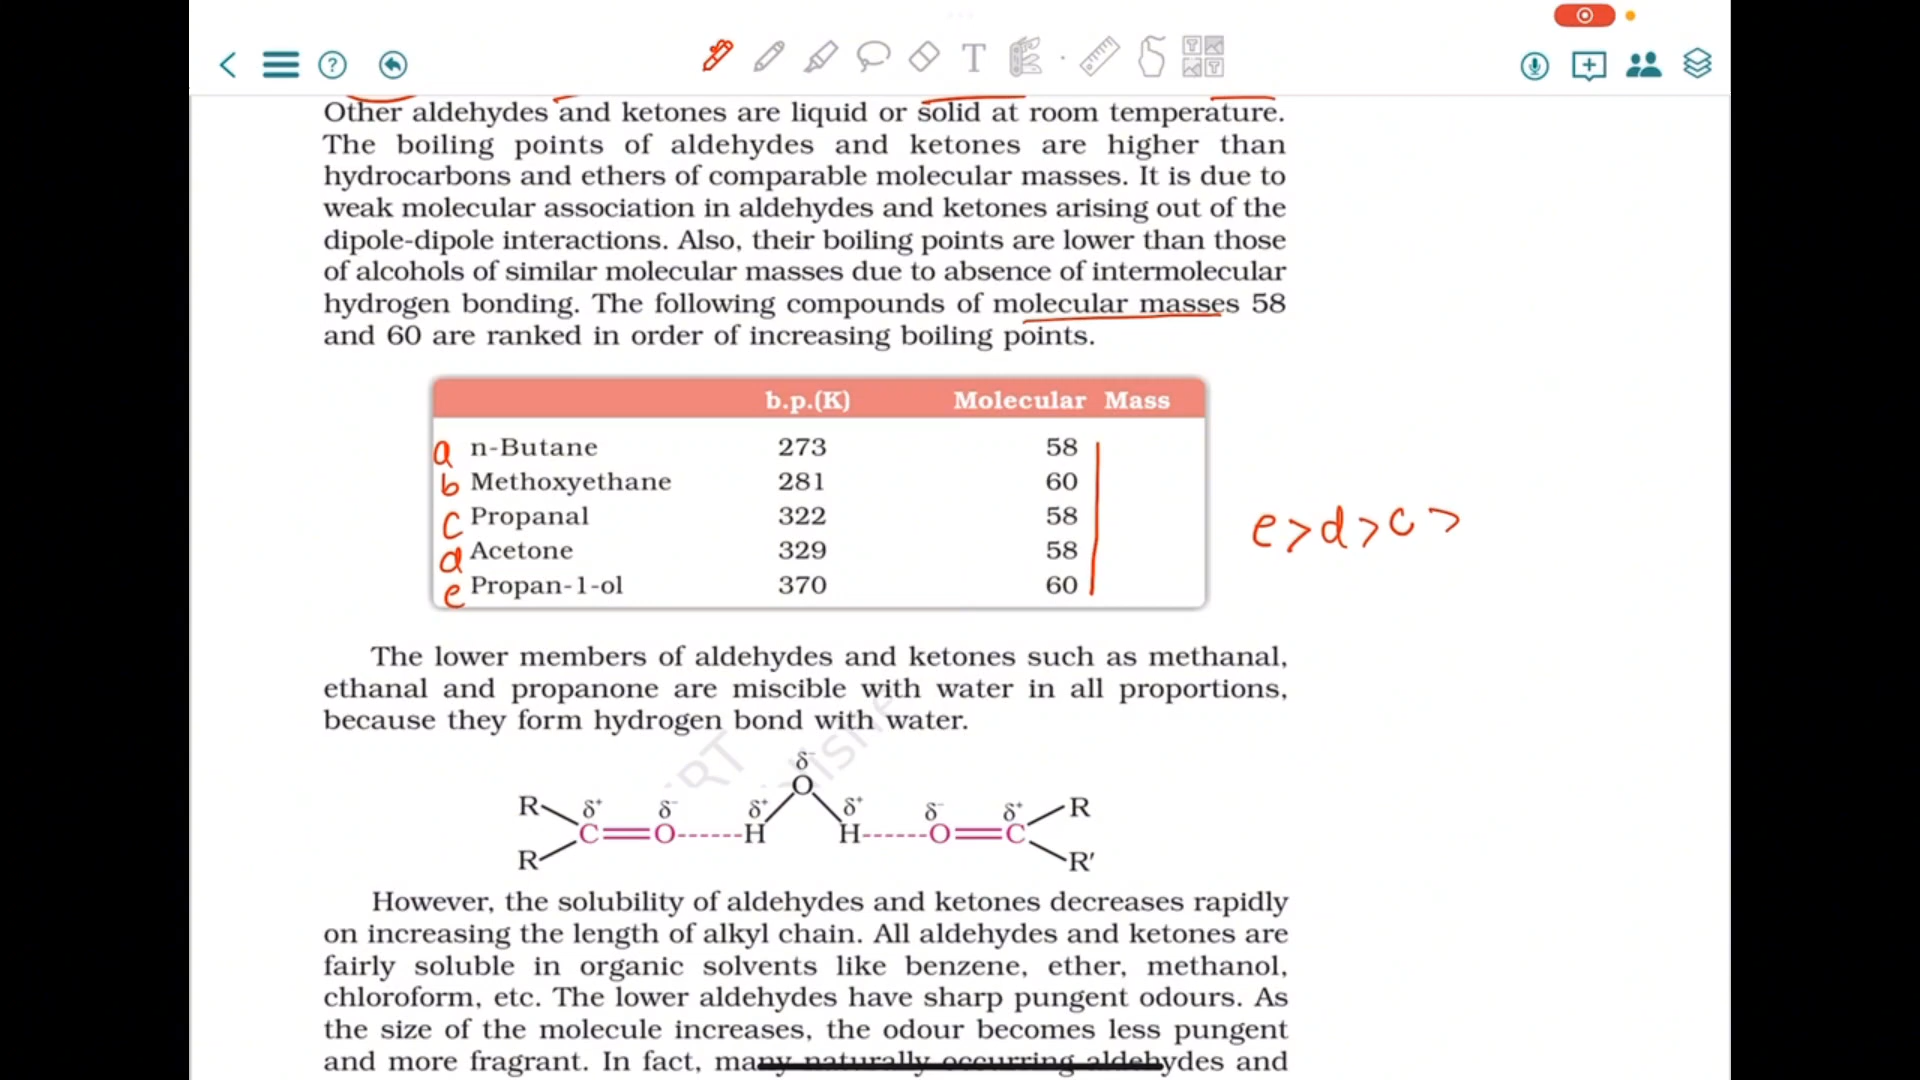 Other aldehydes and ketones are liquid or solid at room temperature.
The boiling points of aldehydes and ketones are higher than
hydrocarbons and ethers of comparable molecular masses. It is due to
weak molecular association in aldehydes and ketones arising out of the
dipole-dipole interactions. Also, their boiling points are lower than those
of alcohols of similar molecular masses due to absence of intermolecular
hydrogen bonding. The following compounds of molecular masses 58
and 60 are ranked in order of increasing boiling points.
b.p.(K) Molecular Mass
a n-Butane 273 58
b Methoxyethane 281 60
c Propanal 322 58
d Acetone 329 58
e Propan-1-ol 370 60
e > d > c >
The lower members of aldehydes and ketones such as methanal,
ethanal and propanone are miscible with water in all proportions,
because they form hydrogen bond with water.
δ⁻
O
R δ⁺ δ⁻ δ⁺ δ⁺ δ⁻ δ⁺ R
C=O------H H------O=C
R R′
However, the solubility of aldehydes and ketones decreases rapidly
on increasing the length of alkyl chain. All aldehydes and ketones are
fairly soluble in organic solvents like benzene, ether, methanol,
chloroform, etc. The lower aldehydes have sharp pungent odours. As
the size of the molecule increases, the odour becomes less pungent
and more fragrant. In fact, many naturally occurring aldehydes and